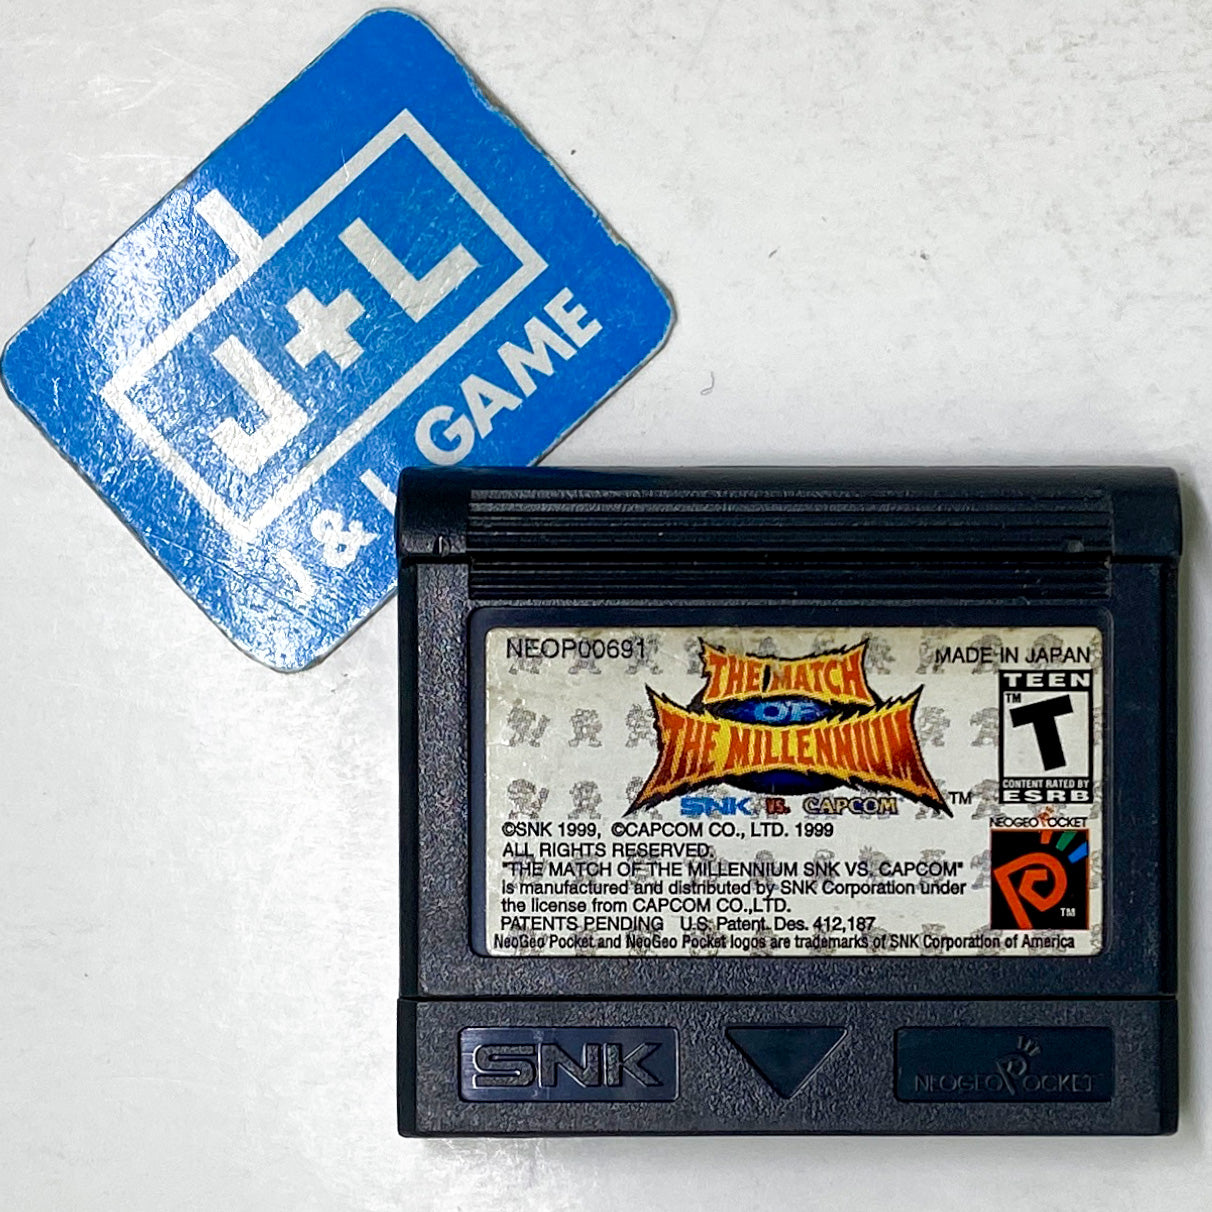 J+L
J & L GAME
NEOP00691
MADE IN JAPAN
THE MATCH
OF
THE MILLENNIUM
SNK VS. CAPCOM™
TEEN
™
T
CONTENT RATED BY
ESRB
©SNK 1999, ©CAPCOM CO., LTD. 1999
ALL RIGHTS RESERVED.
"THE MATCH OF THE MILLENNIUM SNK VS. CAPCOM"
is manufactured and distributed by SNK Corporation under
the license from CAPCOM CO.,LTD.
PATENTS PENDING U.S. Patent. Des. 412,187
NeoGeo Pocket and NeoGeo Pocket logos are trademarks of SNK Corporation of America
NEOGEO POCKET
™
SNK
NEOGEO POCKET